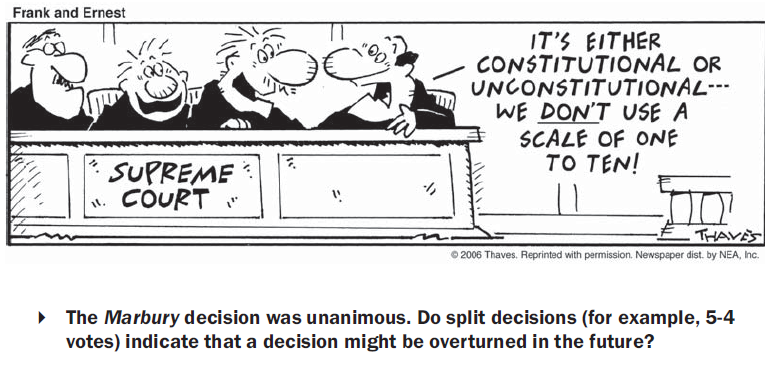 Frank and Ernest
IT'S EITHER
CONSTITUTIONAL OR
UNCONSTITUTIONAL---
WE DON'T USE A
SCALE OF ONE
TO TEN!
SUPREME
COURT
THAVES
© 2006 Thaves. Reprinted with permission. Newspaper dist. by NEA, Inc.
The Marbury decision was unanimous. Do split decisions (for example, 5-4
votes) indicate that a decision might be overturned in the future?